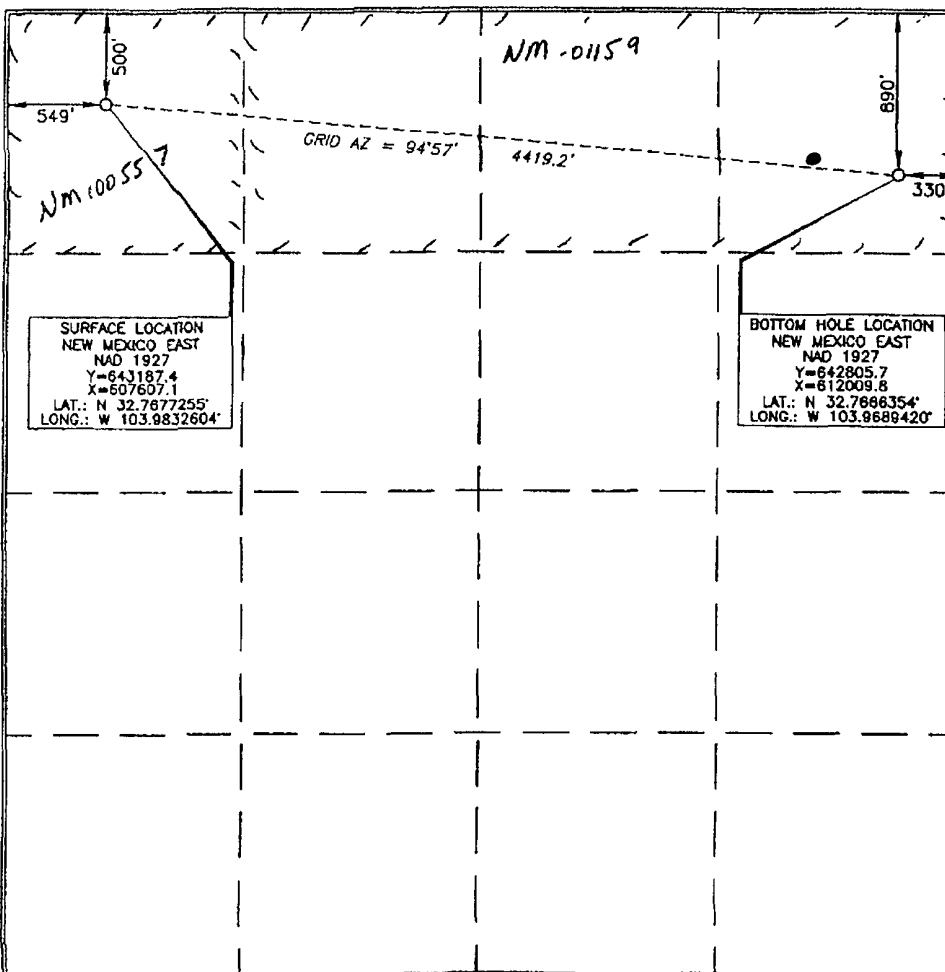 NM-01159
500'
890'
549'
GRID AZ = 94°57' 4419.2'
330
NM100557
SURFACE LOCATION
NEW MEXICO EAST
NAD 1927
Y=643187.4
X=607607.1
LAT.: N 32.7677255°
LONG.: W 103.9832604°
BOTTOM HOLE LOCATION
NEW MEXICO EAST
NAD 1927
Y=642805.7
X=612009.8
LAT.: N 32.7666354°
LONG.: W 103.9689420°